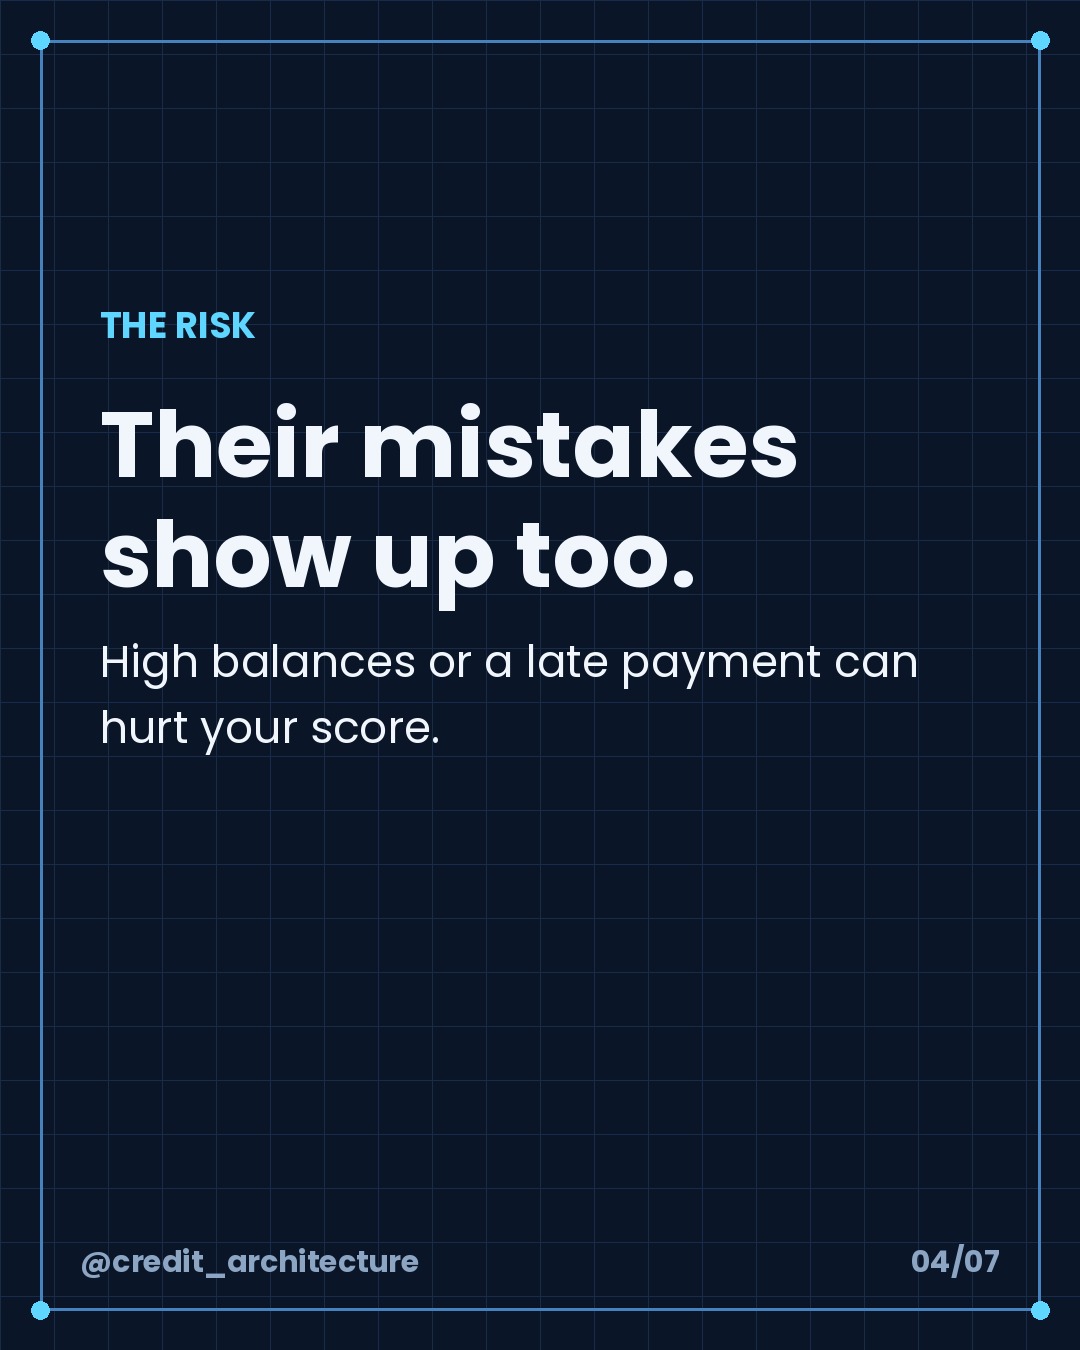 THE RISK
Their mistakes
show up too.
High balances or a late payment can
hurt your score.
@credit_architecture
04/07